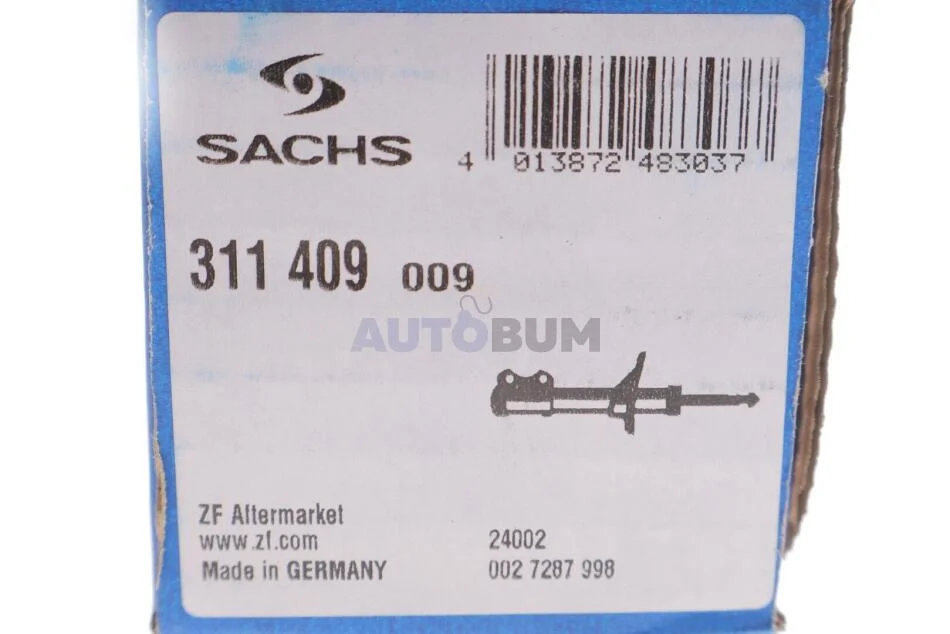 SACHS
4 013872 483037
311 409 009
AUTOBUM
ZF Aftermarket
www.zf.com
Made in GERMANY
24002
002 7287 998